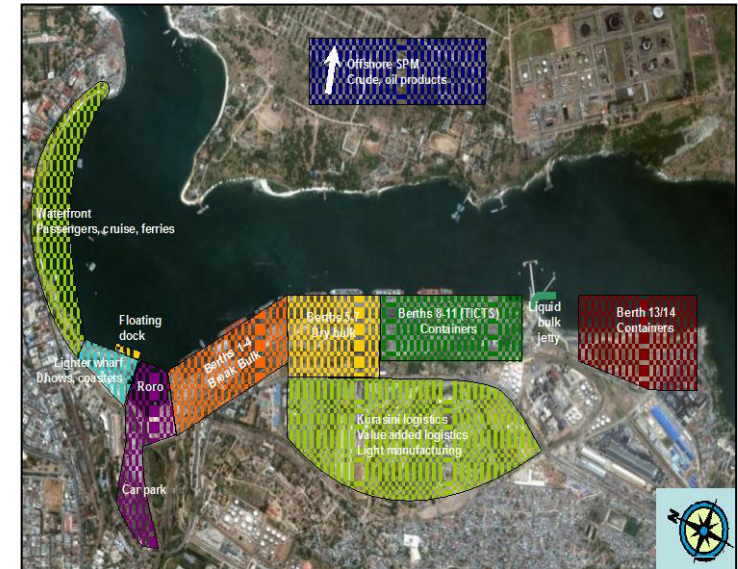 Offshore SPM
Crude, oil products
Waterfront
Passengers, cruise, ferries
Floating
dock
Lighter wharf
Dhows, coasters
Roro
Car park
Berths 1-4
Break Bulk
Berths 5-7
Dry bulk
Berths 8-11 (TICTS)
Containers
Liquid
bulk
jetty
Berth 13/14
Containers
Kurasini logistics
Value added logistics
Light manufacturing
N